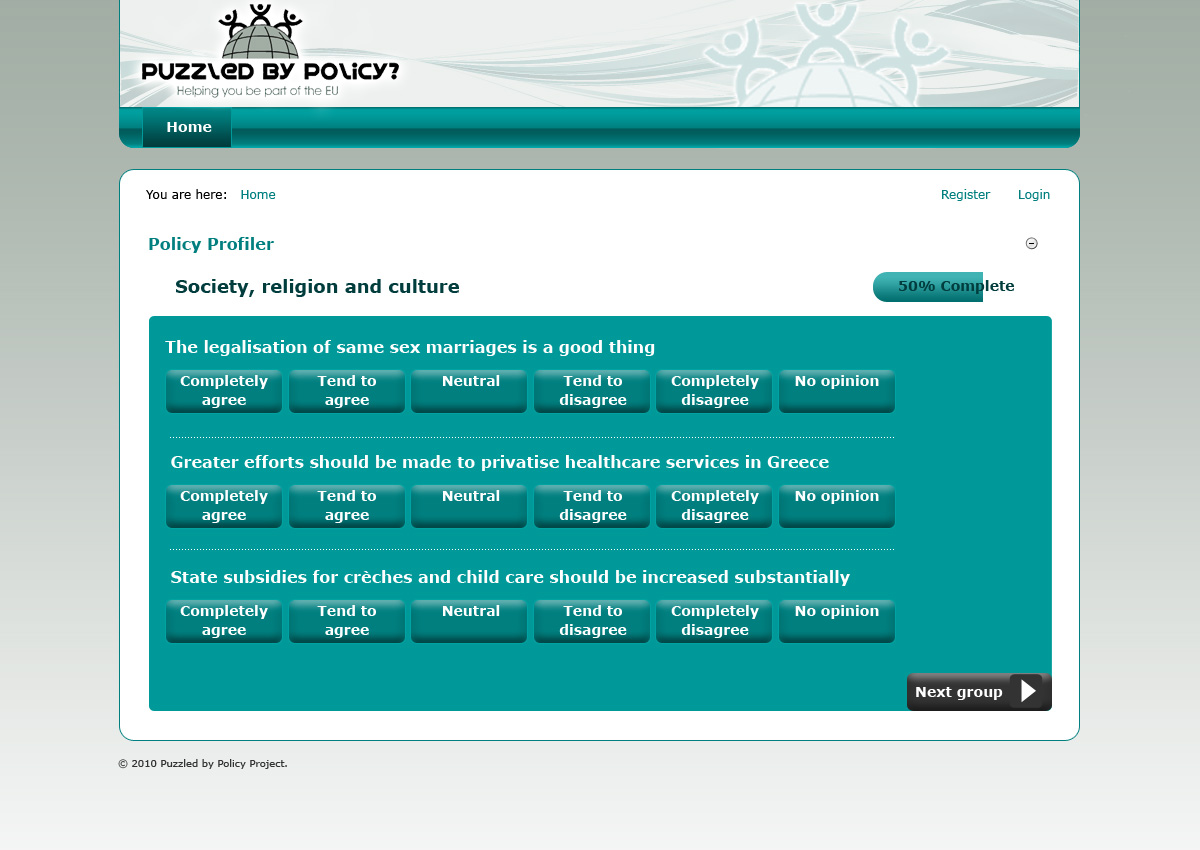 PUZZLED BY POLICY?
Helping you be part of the EU
Home
You are here: Home Register Login
Policy Profiler
Society, religion and culture 50% Complete
The legalisation of same sex marriages is a good thing
Completely agree Tend to agree Neutral Tend to disagree Completely disagree No opinion
Greater efforts should be made to privatise healthcare services in Greece
Completely agree Tend to agree Neutral Tend to disagree Completely disagree No opinion
State subsidies for crèches and child care should be increased substantially
Completely agree Tend to agree Neutral Tend to disagree Completely disagree No opinion
Next group
© 2010 Puzzled by Policy Project.